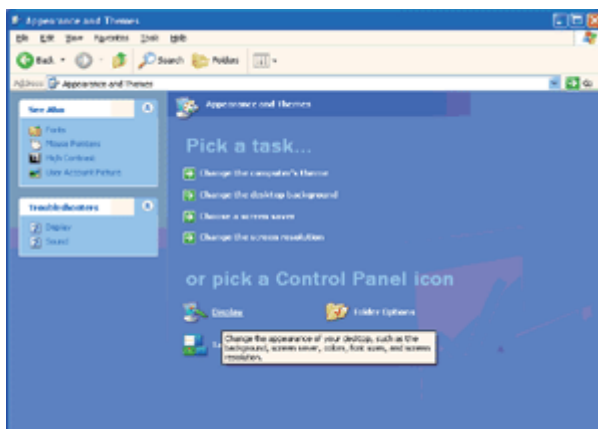 Appearance and Themes
File Edit View Favorites Tools Help
Back Search Folders
Address Appearance and Themes Go
See Also
Fonts
Mouse Pointers
High Contrast
User Account Picture
Troubleshooters
Display
Sound
Appearance and Themes
Pick a task...
Change the computer's theme
Change the desktop background
Choose a screen saver
Change the screen resolution
or pick a Control Panel icon
Display Folder Options
Change the appearance of your desktop, such as the
background, screen saver, colors, font sizes, and screen
resolution.